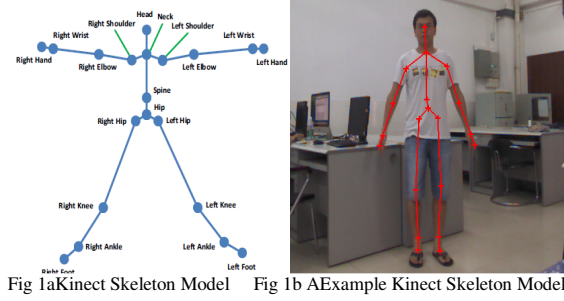 Head
Neck
Right Shoulder
Left Shoulder
Right Wrist
Left Wrist
Right Hand
Right Elbow
Left Elbow
Left Hand
Spine
Hip
Right Hip
Left Hip
Right Knee
Left Knee
Right Ankle
Left Ankle
Right Foot
Left Foot
Fig 1aKinect Skeleton Model
Fig 1b AExample Kinect Skeleton Model